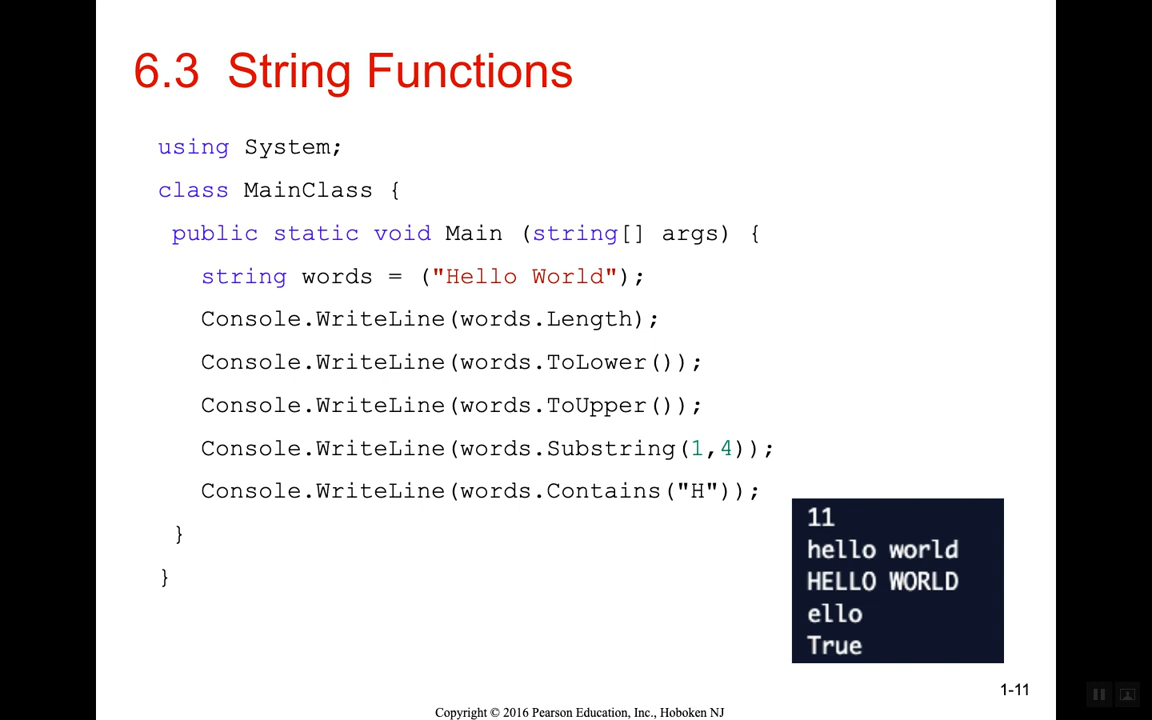 6.3 String Functions
using System;
class MainClass {
public static void Main (string[] args) {
string words = ("Hello World");
Console.WriteLine(words.Length);
Console.WriteLine(words.ToLower());
Console.WriteLine(words.ToUpper());
Console.WriteLine(words.Substring(1,4));
Console.WriteLine(words.Contains("H"));
}
}
11
hello world
HELLO WORLD
ello
True
1-11
Copyright © 2016 Pearson Education, Inc., Hoboken NJ